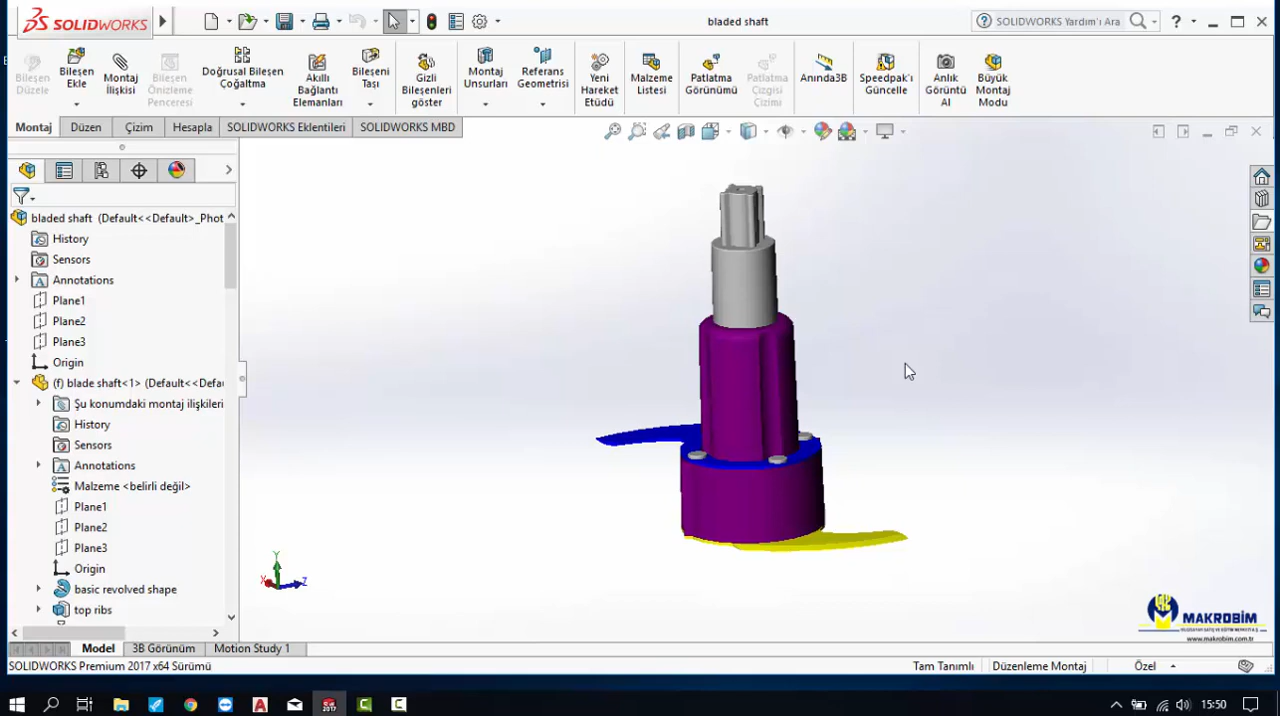 SOLIDWORKS
bladed shaft
SOLIDWORKS Yardım'ı Ara
?
Bileşen Düzele
Bileşen Ekle
Montaj İlişkisi
Bileşen Önizleme Penceresi
Doğrusal Bileşen Çoğaltma
Akıllı Bağlantı Elemanları
Bileşeni Taşı
Gizli Bileşenleri göster
Montaj Unsurları
Referans Geometrisi
Yeni Hareket Etüdü
Malzeme Listesi
Patlatma Görünümü
Patlatma Çizgisi Çizimi
Anında3B
Speedpak'ı Güncelle
Anlık Görüntü Al
Büyük Montaj Modu
Montaj
Düzen
Çizim
Hesapla
SOLIDWORKS Eklentileri
SOLIDWORKS MBD
bladed shaft (Default<<Default>_Phot
History
Sensors
Annotations
Plane1
Plane2
Plane3
Origin
(f) blade shaft<1> (Default<<Defau
Şu konumdaki montaj ilişkileri
History
Sensors
Annotations
Malzeme <belirli değil>
Plane1
Plane2
Plane3
Origin
basic revolved shape
top ribs
Y
X
Z
MAKROBİM
www.makrobim.com.tr
Model
3B Görünüm
Motion Study 1
SOLIDWORKS Premium 2017 x64 Sürümü
Tam Tanımlı
Düzenleme Montaj
Özel
2017
15:50